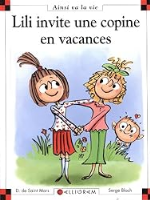 Ainsi va la vie
Lili invite une copine
en vacances
D. de Saint Mars
Serge Bloch
CALLIGRAM